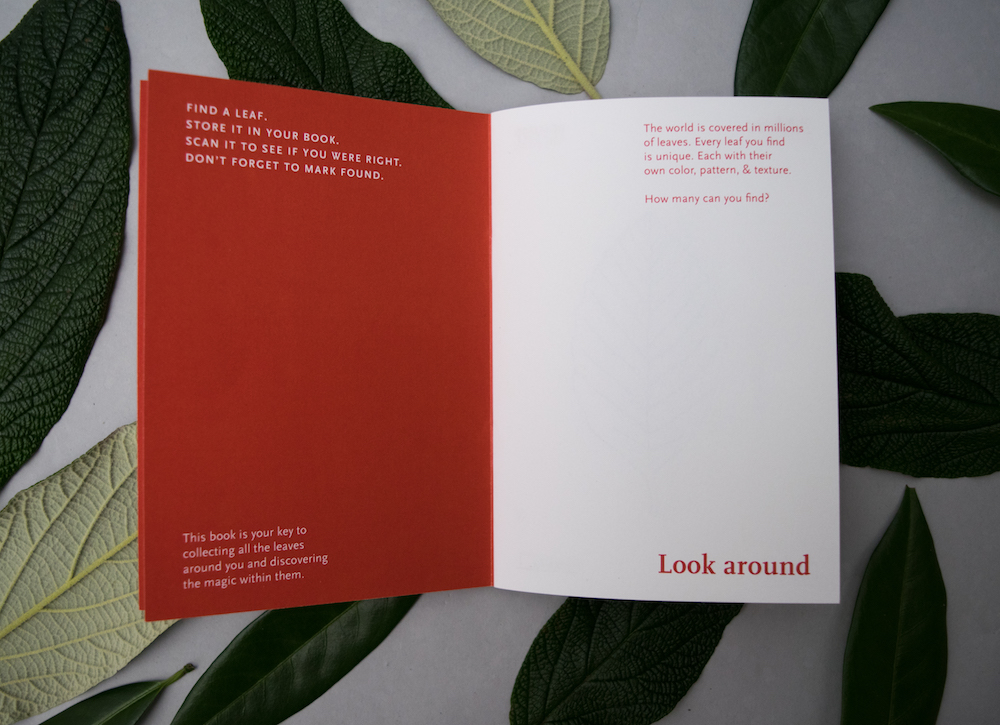 FIND A LEAF.
STORE IT IN YOUR BOOK.
SCAN IT TO SEE IF YOU WERE RIGHT.
DON'T FORGET TO MARK FOUND.
This book is your key to
collecting all the leaves
around you and discovering
the magic within them.
The world is covered in millions
of leaves. Every leaf you find
is unique. Each with their
own color, pattern, & texture.
How many can you find?
Look around